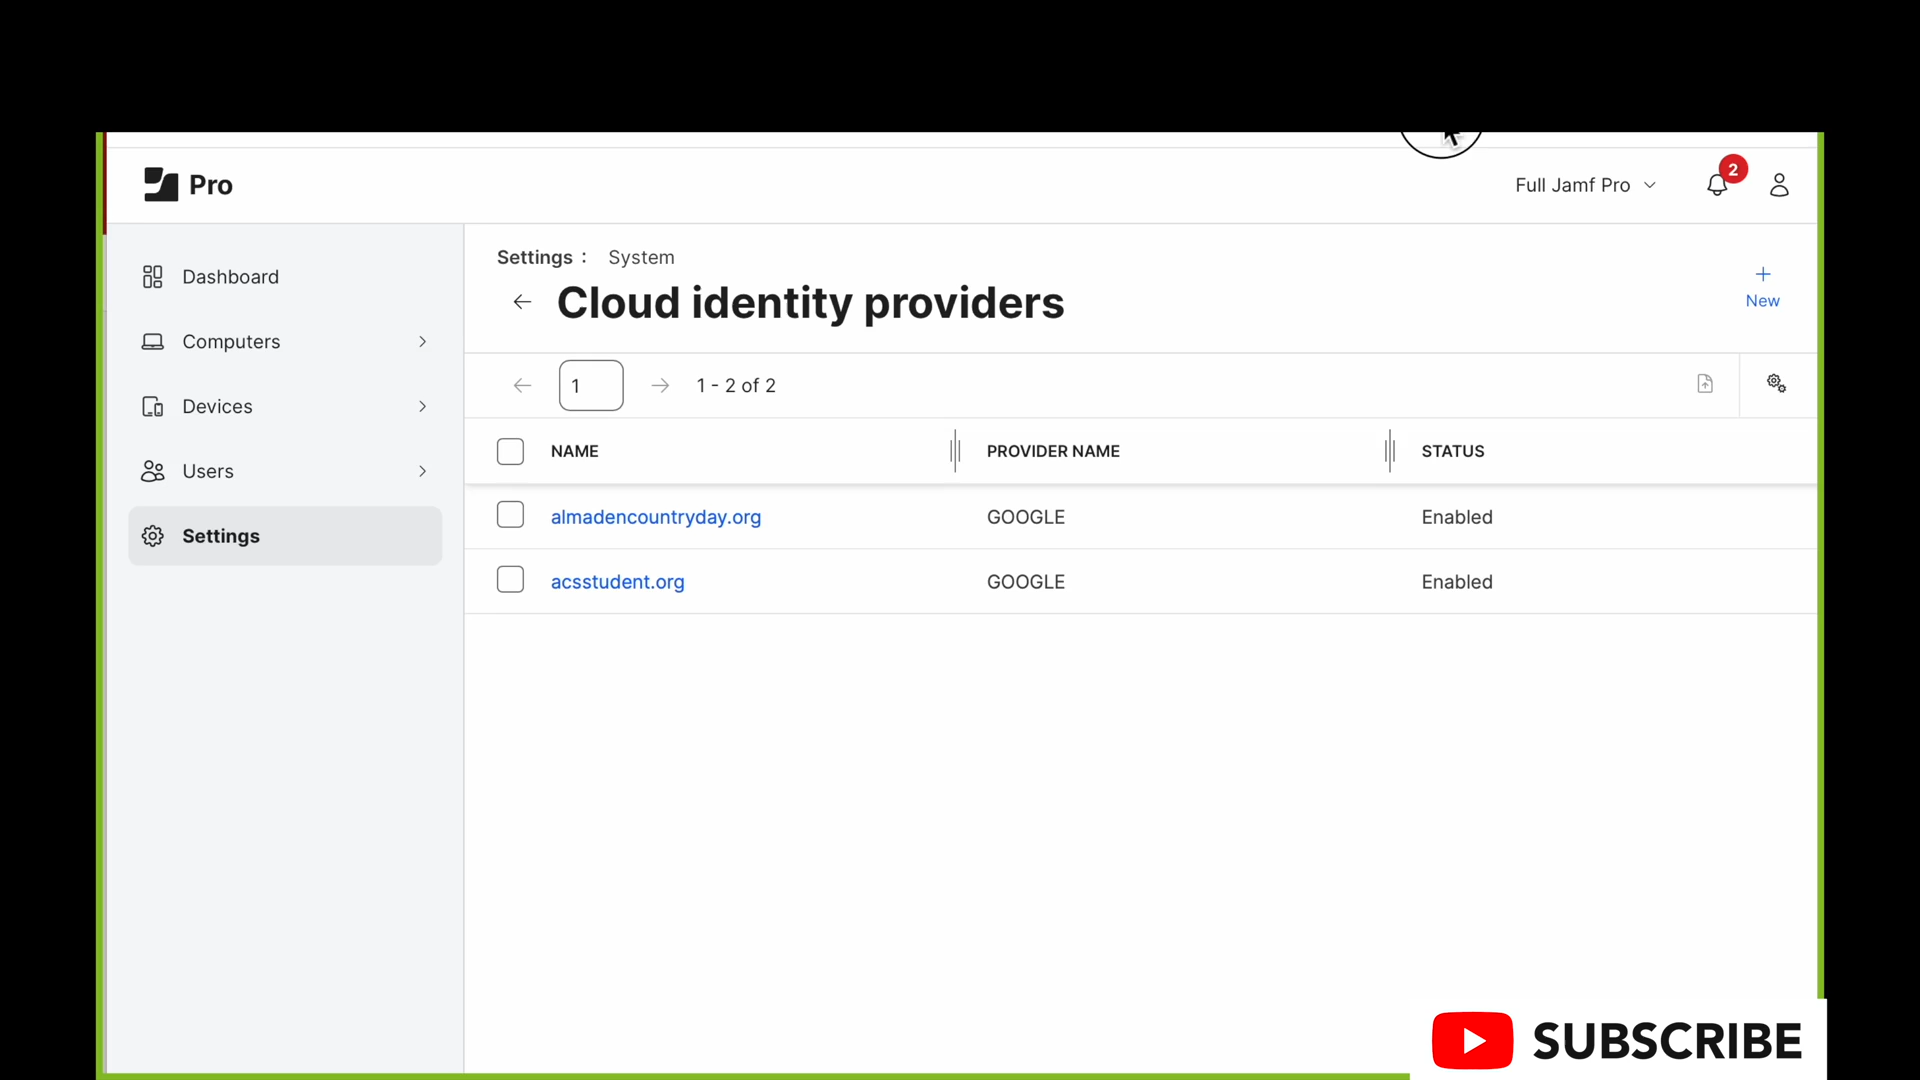 Pro
Full Jamf Pro
2
Dashboard
Computers
Devices
Users
Settings
Settings : System
Cloud identity providers
New
1
1 - 2 of 2
NAME PROVIDER NAME STATUS
almadencountryday.org GOOGLE Enabled
acsstudent.org GOOGLE Enabled
SUBSCRIBE